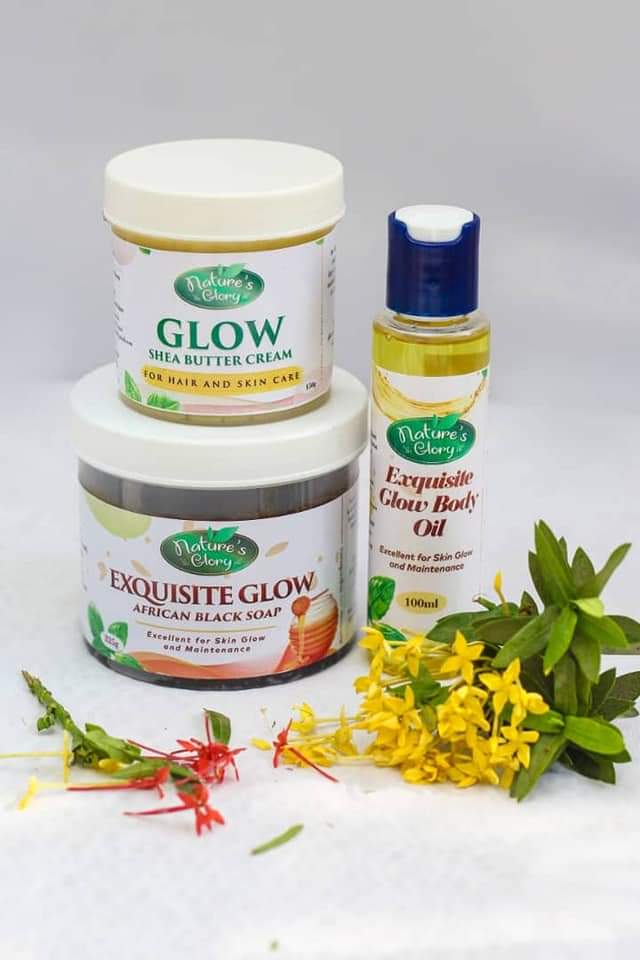 Nature's
Glory
GLOW
SHEA BUTTER CREAM
FOR HAIR AND SKIN CARE
150g
Nature's
Glory
EXQUISITE GLOW
AFRICAN BLACK SOAP
Excellent for Skin Glow
and Maintenance
Nature's
Glory
Exquisite
Glow Body
Oil
Excellent for Skin Glow
and Maintenance
100ml